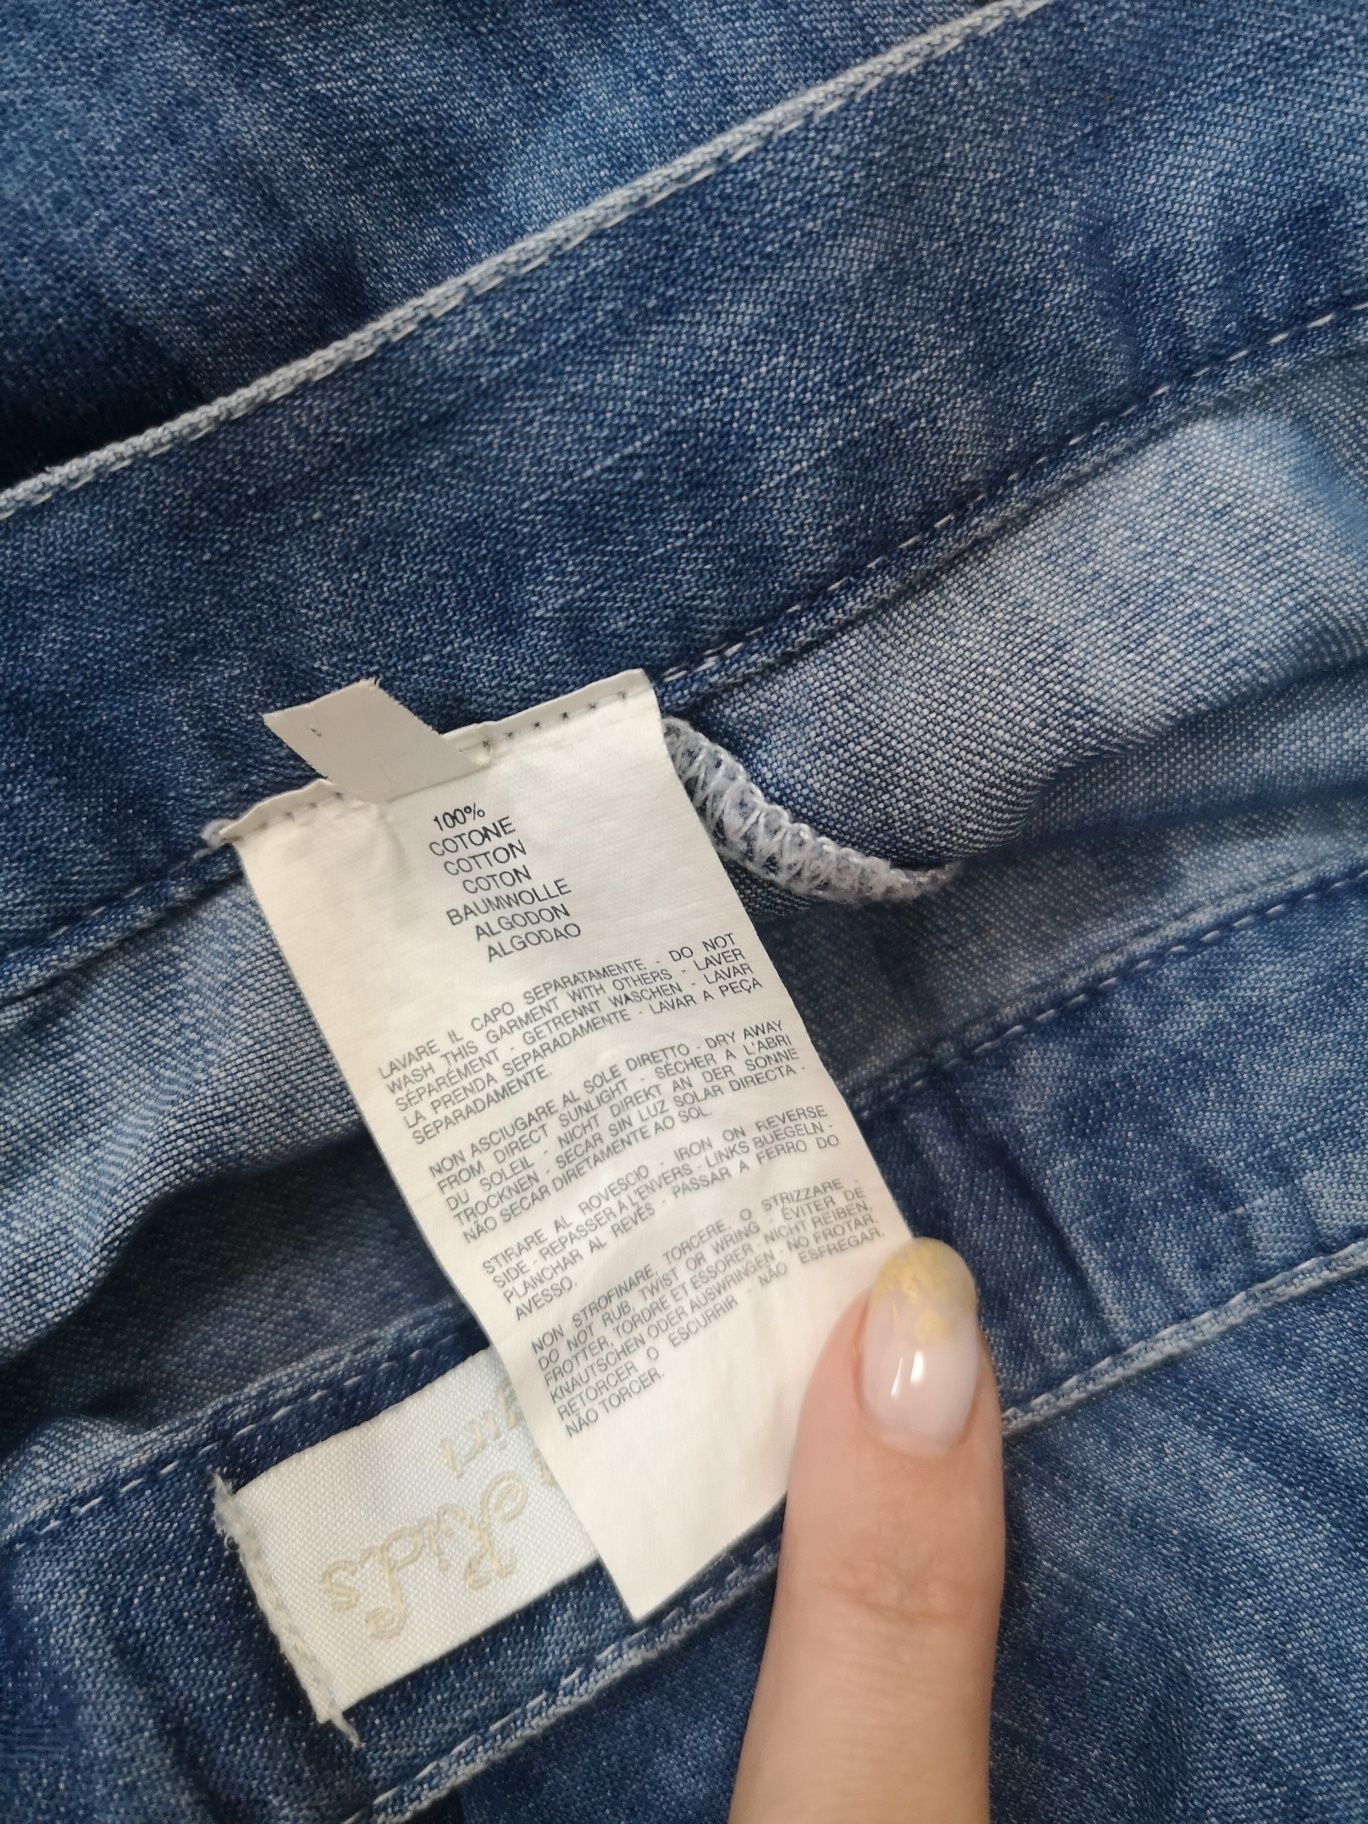 100%
COTONE
COTTON
COTON
BAUMWOLLE
ALGODON
ALGODAO
LAVARE IL CAPO SEPARATAMENTE. - DO NOT
WASH THIS GARMENT WITH OTHERS - LAVER
SÉPARÉMENT - GETRENNT WASCHEN - LAVAR
LA PRENDA SEPARADAMENTE - LAVAR A PEÇA
SEPARADAMENTE.
NON ASCIUGARE AL SOLE DIRETTO - DRY AWAY
FROM DIRECT SUNLIGHT - SÉCHER A L'ABRI
DU SOLEIL - NICHT DIREKT AN DER SONNE
TROCKNEN - SECAR SIN LUZ SOLAR DIRECTA -
NÃO SECAR DIRETAMENTE AO SOL.
STIRARE AL ROVESCIO - IRON ON REVERSE
SIDE - REPASSER A L'ENVERS - LINKS BUEGELN -
PLANCHAR AL REVÉS - PASSAR A FERRO DO
AVESSO.
NON STROFINARE, TORCERE, O STRIZZARE -
DO NOT RUB, TWIST OR WRING - ÉVITER DE
FROTTER, TORDRE ET ESSORER - NICHT REIBEN,
KNAUTSCHEN ODER AUSWRINGEN - NO FROTAR,
RETORCER O ESCURRIR - NÃO ESFREGAR.
NÃO TORCER.
girl
Kids